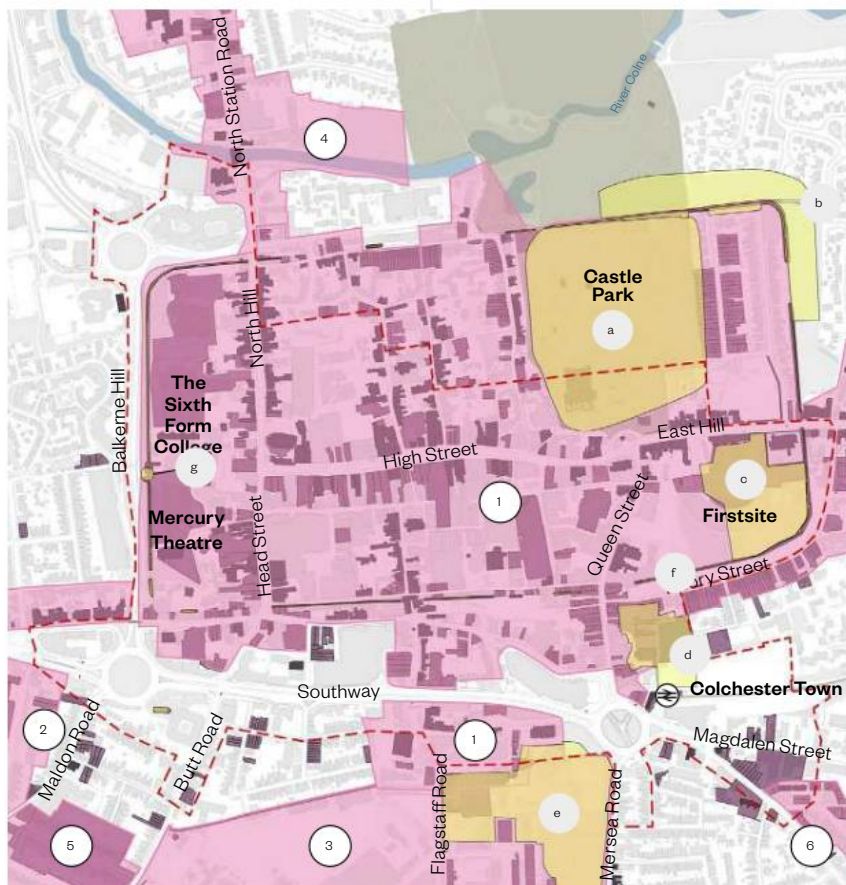 North Station Road
4
River Colne
b
Castle
Park
a
North Hill
The
Sixth
Form
College
Balkerne Hill
g
High Street
East Hill
c
1
Firstsite
Mercury
Theatre
Head Street
Queen Street
f
ry Street
d
Colchester Town
Southway
2
Maldon Road
Butt Road
1
Magdalen Street
Flagstaff Road
e
Mersea Road
5
3
6